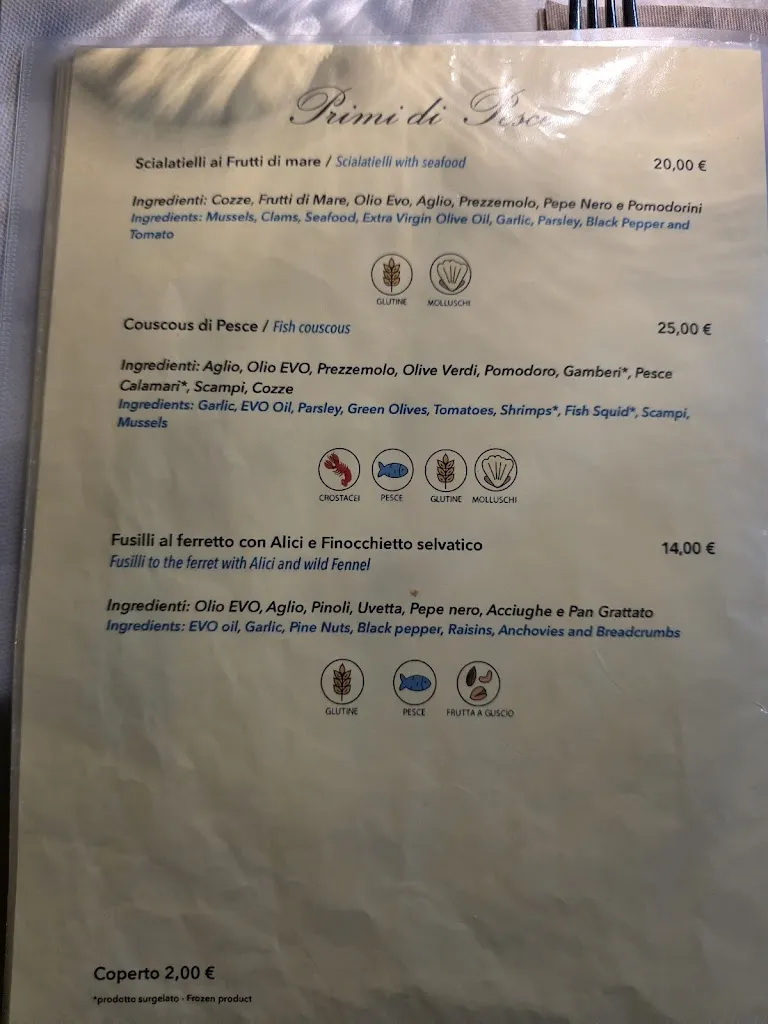 Primi di Pesce
Scialatielli ai Frutti di mare / Scialatielli with seafood 20,00 €
Ingredienti: Cozze, Frutti di Mare, Olio Evo, Aglio, Prezzemolo, Pepe Nero e Pomodorini
Ingredients: Mussels, Clams, Seafood, Extra Virgin Olive Oil, Garlic, Parsley, Black Pepper and
Tomato
GLUTINE MOLLUSCHI
Couscous di Pesce / Fish couscous 25,00 €
Ingredienti: Aglio, Olio EVO, Prezzemolo, Olive Verdi, Pomodoro, Gamberi*, Pesce
Calamari*, Scampi, Cozze
Ingredients: Garlic, EVO Oil, Parsley, Green Olives, Tomatoes, Shrimps*, Fish Squid*, Scampi,
Mussels
CROSTACEI PESCE GLUTINE MOLLUSCHI
Fusilli al ferretto con Alici e Finocchietto selvatico 14,00 €
Fusilli to the ferret with Alici and wild Fennel
Ingredienti: Olio EVO, Aglio, Pinoli, Uvetta, Pepe nero, Acciughe e Pan Grattato
Ingredients: EVO oil, Garlic, Pine Nuts, Black pepper, Raisins, Anchovies and Breadcrumbs
GLUTINE PESCE FRUTTA A GUSCIO
Coperto 2,00 €
*prodotto surgelato - Frozen product